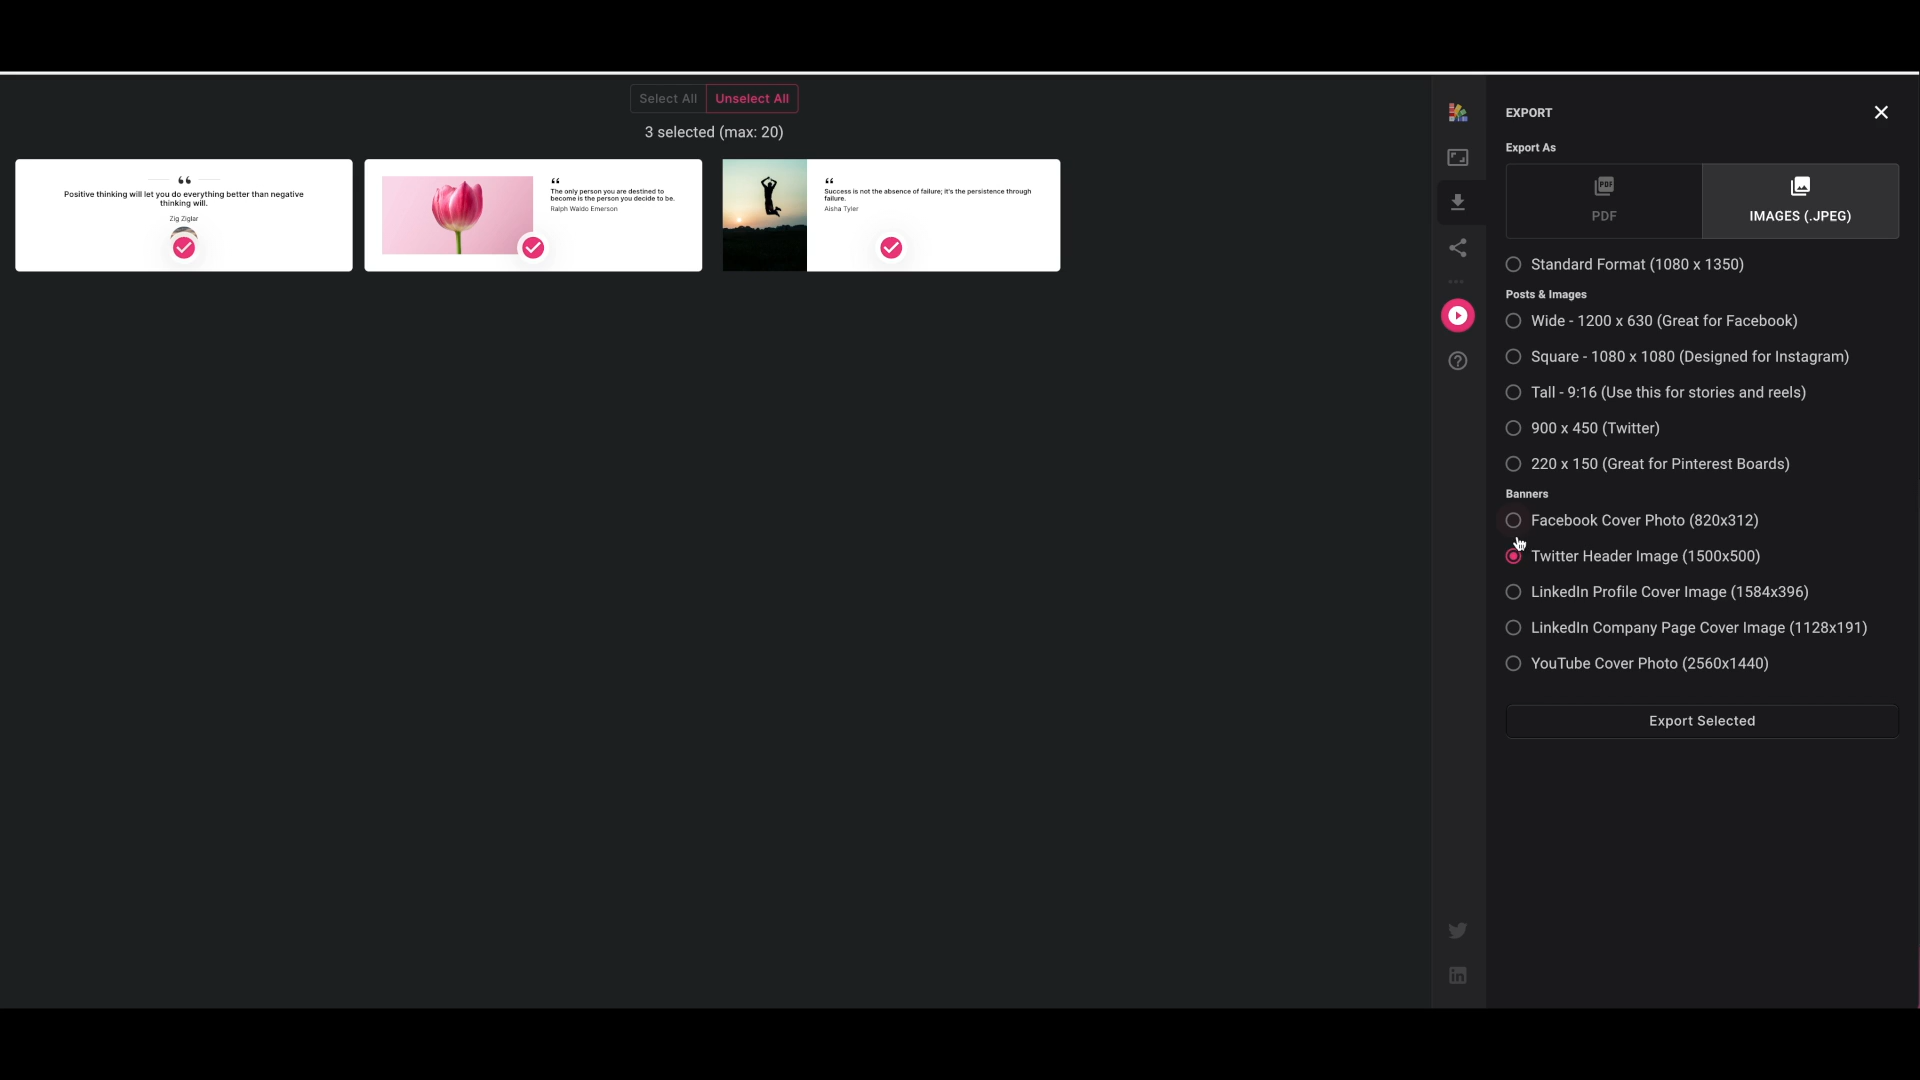 Select All
Unselect All
3 selected (max: 20)
“
Positive thinking will let you do everything better than negative
thinking will.
Zig Ziglar
“
The only person you are destined to
become is the person you decide to be.
Ralph Waldo Emerson
“
Success is not the absence of failure; it's the persistence through
failure.
Aisha Tyler
EXPORT
Export As
PDF
PDF
IMAGES (.JPEG)
Standard Format (1080 x 1350)
Posts & Images
Wide - 1200 x 630 (Great for Facebook)
Square - 1080 x 1080 (Designed for Instagram)
Tall - 9:16 (Use this for stories and reels)
900 x 450 (Twitter)
220 x 150 (Great for Pinterest Boards)
Banners
Facebook Cover Photo (820x312)
Twitter Header Image (1500x500)
LinkedIn Profile Cover Image (1584x396)
LinkedIn Company Page Cover Image (1128x191)
YouTube Cover Photo (2560x1440)
Export Selected
in